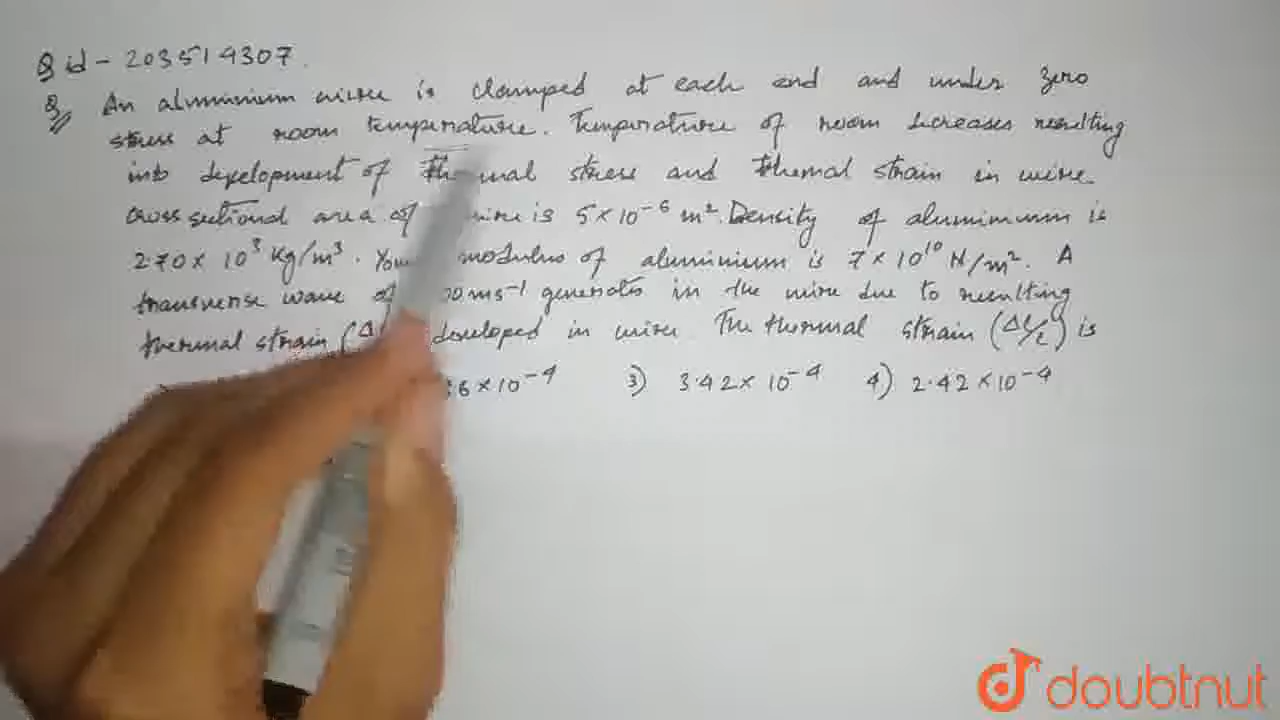 Q id - 203514307.
Q An aluminium wire is clamped at each end and under zero
stress at room temperature. Temperature of room decreases resulting
into development of thermal stress and thermal strain in wire.
cross sectional area of wire is 5 × 10⁻⁶ m². Density of aluminium is
2.70 × 10³ Kg/m³. modulus of aluminium is 7 × 10¹⁰ N/m². A
transverse wave of ms⁻¹ generates in the wire due to resulting
thermal strain developed in wire. The thermal strain (Δl/l) is
6 × 10⁻⁴ 3) 3.42 × 10⁻⁴ 4) 2.42 × 10⁻⁴
doubtnut